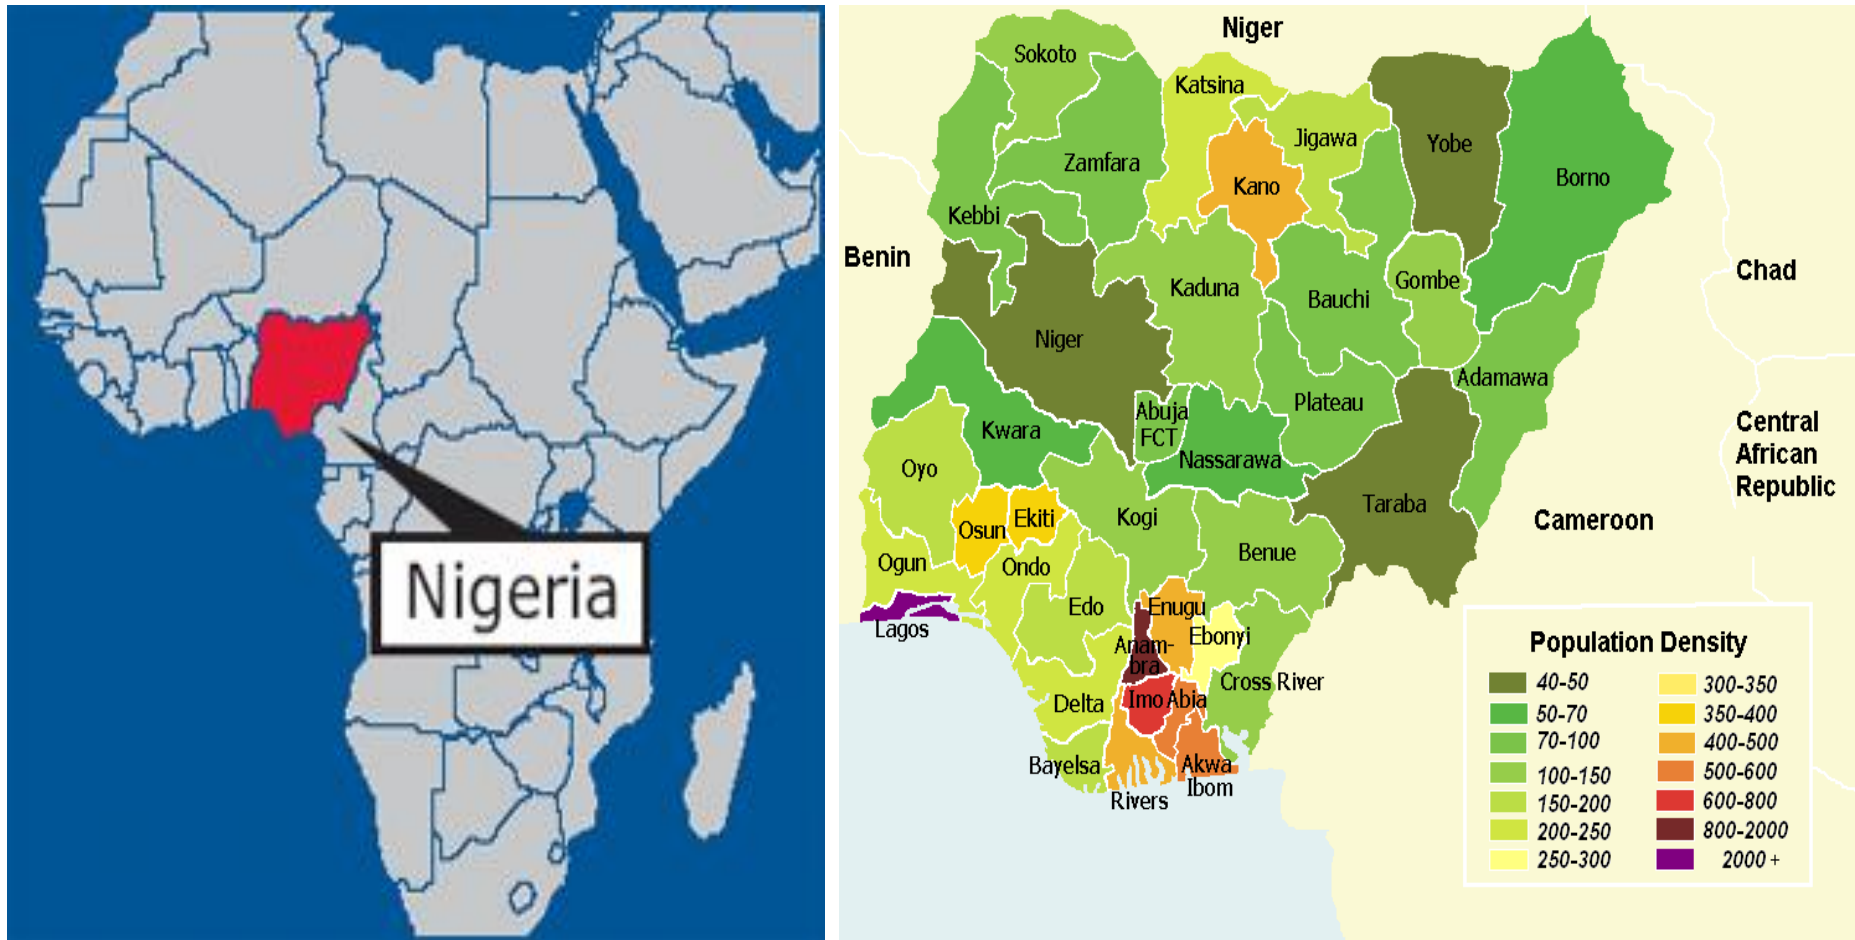 Nigeria
Niger
Sokoto
Katsina
Jigawa
Yobe
Zamfara
Kano
Borno
Kebbi
Benin
Chad
Kaduna
Gombe
Bauchi
Niger
Adamawa
Plateau
Abuja
FCT
Kwara
Nassarawa
Oyo
Central
African
Republic
Taraba
Kogi
Cameroon
Osun
Ekiti
Benue
Ogun
Ondo
Edo
Enugu
Lagos
Ebonyi
Anam-
bra
Cross River
Delta
Imo
Abia
Bayelsa
Akwa
Ibom
Rivers
Population Density
40-50
50-70
70-100
100-150
150-200
200-250
250-300
300-350
350-400
400-500
500-600
600-800
800-2000
2000 +